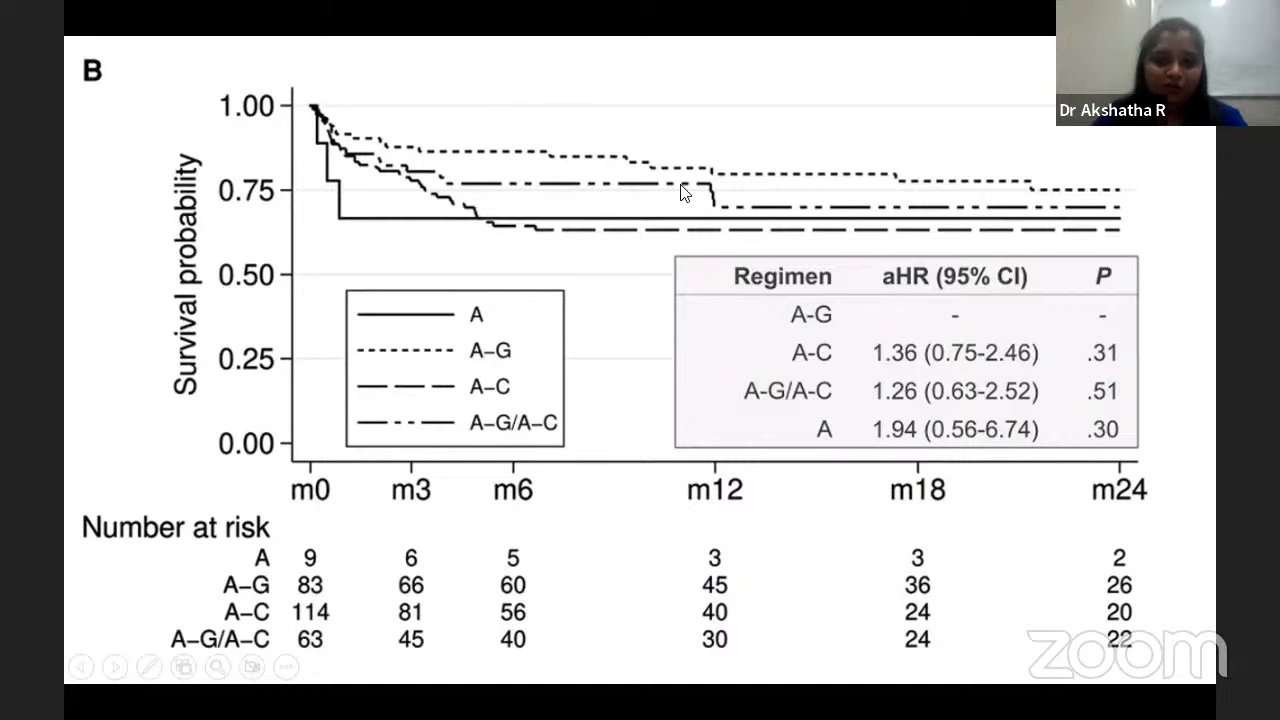 B
Dr Akshatha R
Survival probability
1.00
0.75
0.50
0.25
0.00
A
A–G
A–C
A–G/A–C
Regimen aHR (95% CI) P
A-G - -
A-C 1.36 (0.75-2.46) .31
A-G/A-C 1.26 (0.63-2.52) .51
A 1.94 (0.56-6.74) .30
m0 m3 m6 m12 m18 m24
Number at risk
A 9 6 5 3 3 2
A–G 83 66 60 45 36 26
A–C 114 81 56 40 24 20
A–G/A–C 63 45 40 30 24 22
zoom